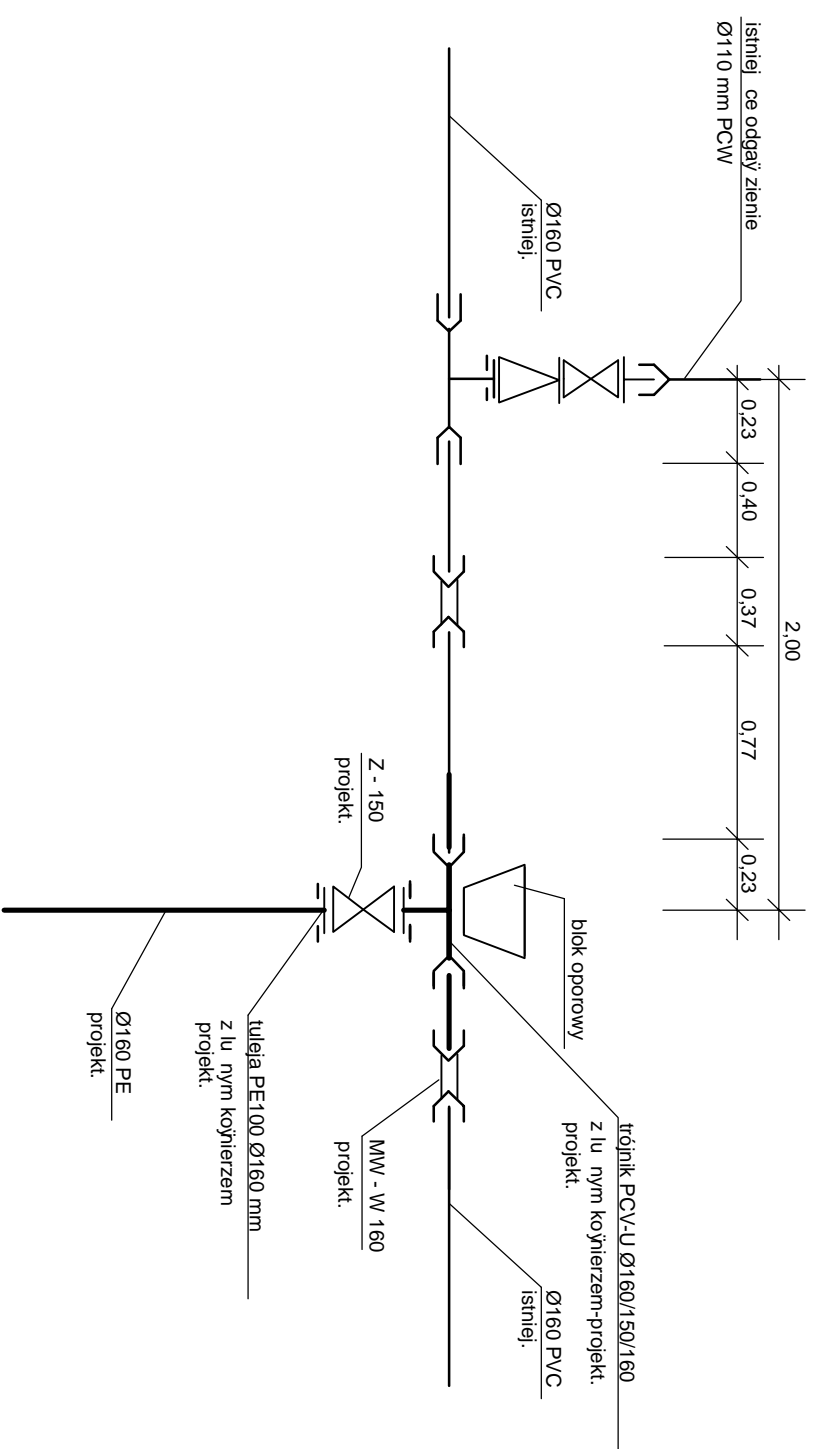 istniej ce odgaÿ zienie
Ø110 mm PCW
Ø160 PVC
istniej.
2,00
0,23
0,40
0,37
0,77
0,23
Z - 150
projekt.
blok oporowy
trójnik PCV-U Ø160/150/160
z lu nym koÿnierzem-projekt.
projekt.
MW - W 160
projekt.
tuleja PE100 Ø160 mm
z lu nym koÿnierzem
projekt.
Ø160 PE
projekt.
Ø160 PVC
istniej.